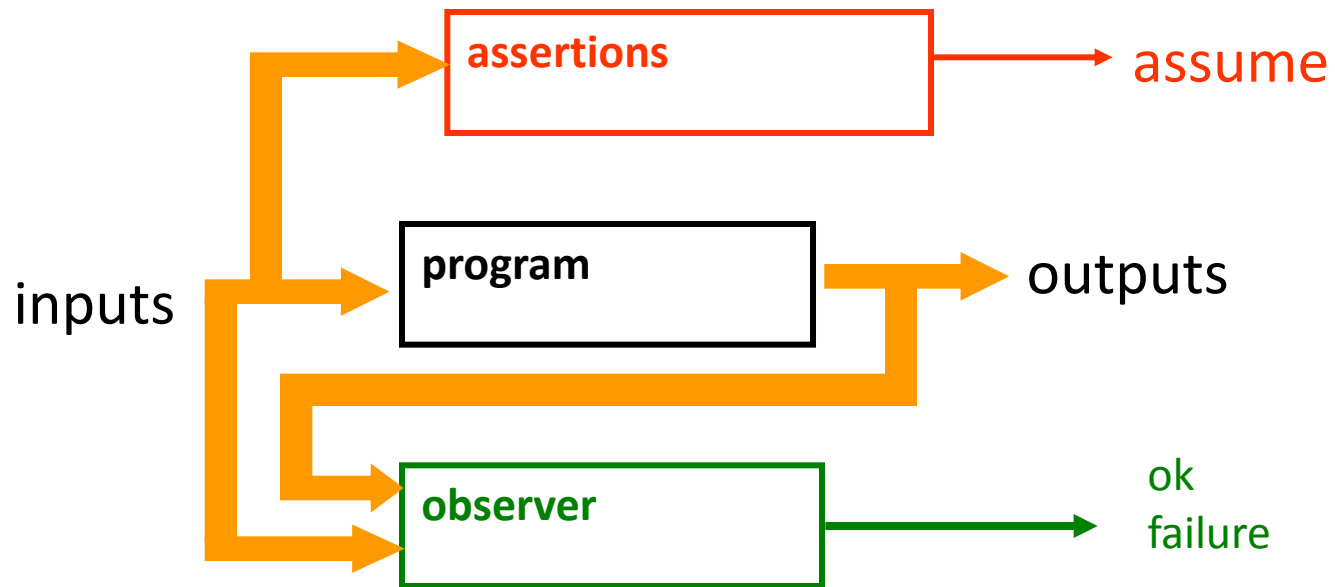 assertions
assume
program
outputs
inputs
observer
ok
failure